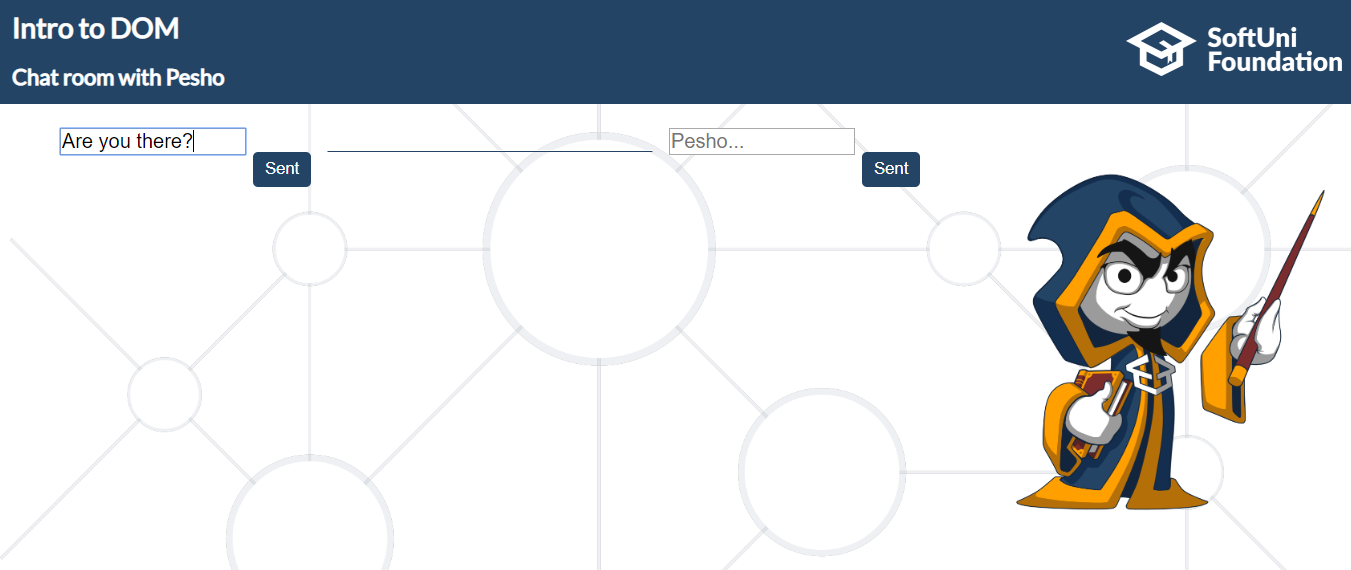 Intro to DOM
Chat room with Pesho
SoftUni
Foundation
Are you there?
Sent
Pesho...
Sent